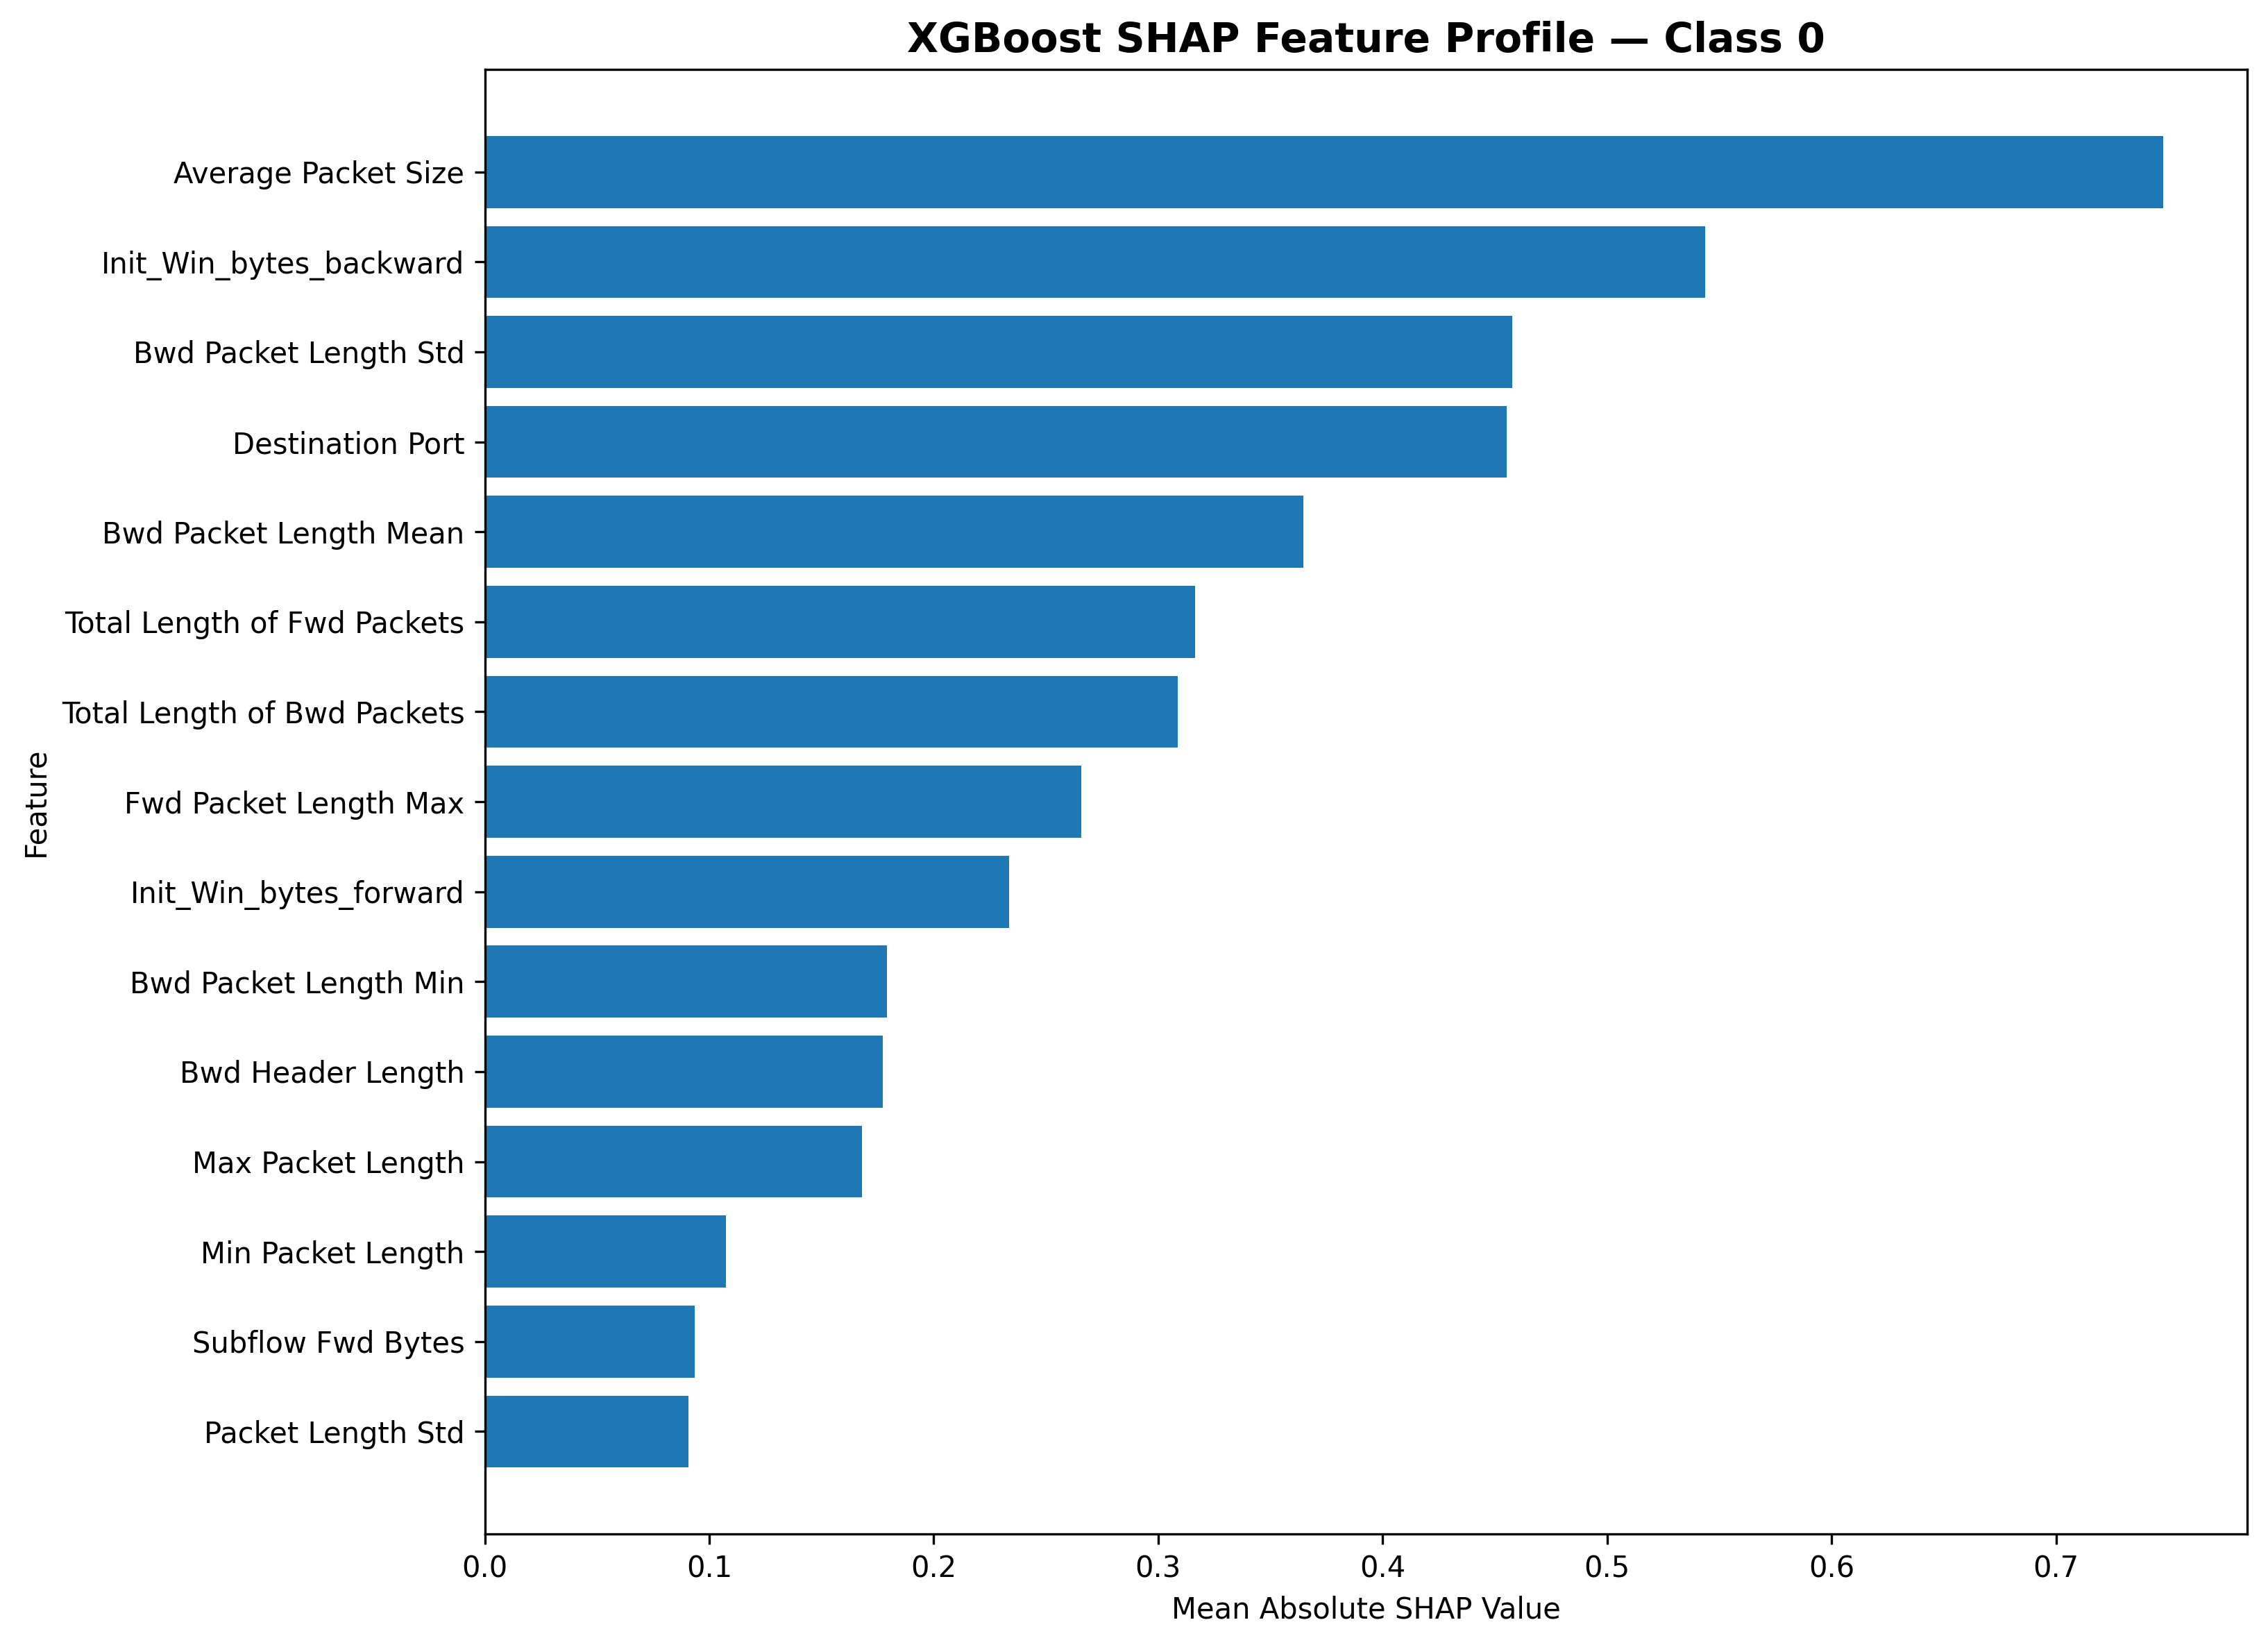 XGBoost SHAP Feature Profile — Class 0
Average Packet Size
Init_Win_bytes_backward
Bwd Packet Length Std
Destination Port
Bwd Packet Length Mean
Total Length of Fwd Packets
Total Length of Bwd Packets
Fwd Packet Length Max
Init_Win_bytes_forward
Bwd Packet Length Min
Bwd Header Length
Max Packet Length
Min Packet Length
Subflow Fwd Bytes
Packet Length Std
Feature
0.0 0.1 0.2 0.3 0.4 0.5 0.6 0.7
Mean Absolute SHAP Value